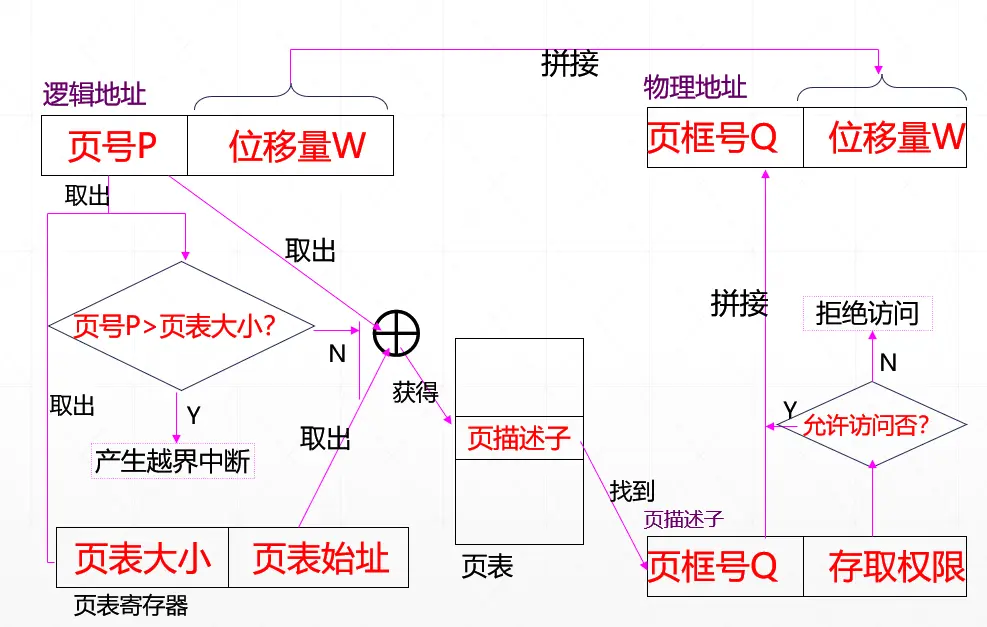 拼接
逻辑地址
物理地址
页号P
位移量W
页框号Q
位移量W
取出
取出
拼接
拒绝访问
页号P>页表大小?
N
N
获得
取出
Y
取出
Y
允许访问否?
页描述子
产生越界中断
找到
页描述子
页表大小
页表始址
页表
页框号Q
存取权限
页表寄存器